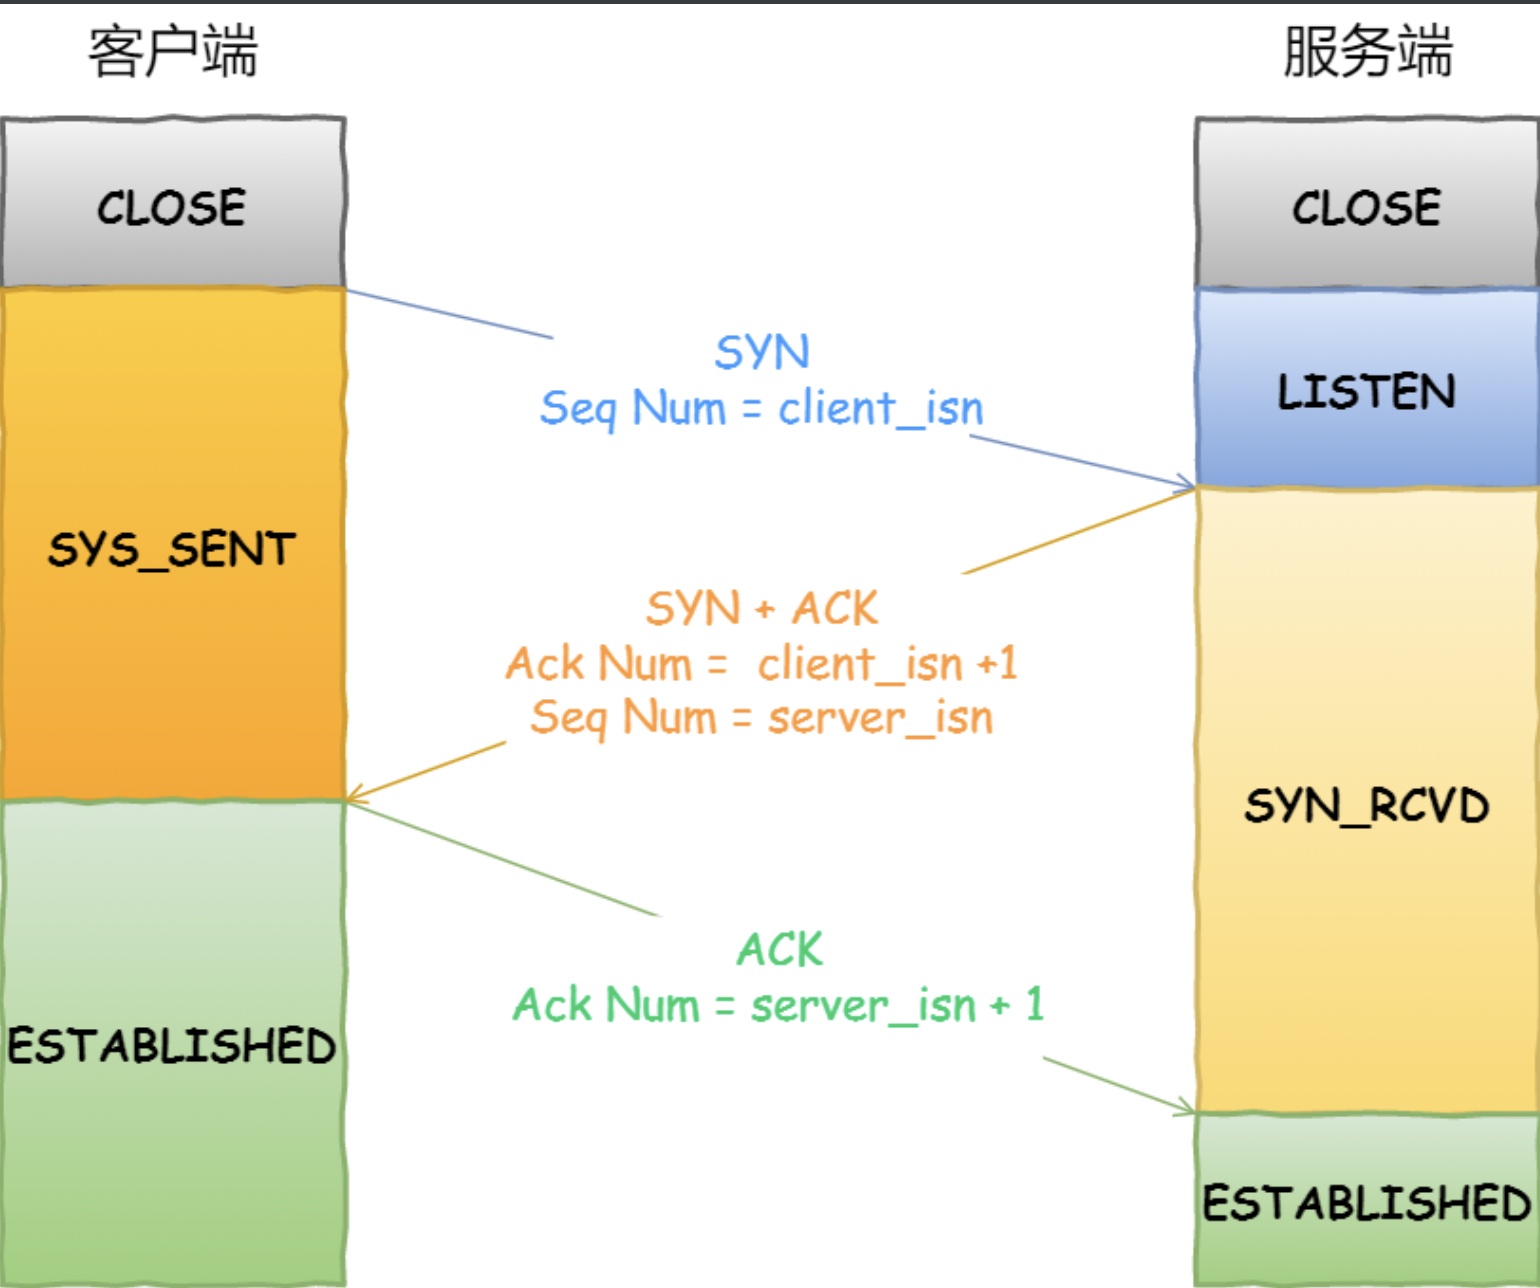 客户端
服务端
CLOSE
CLOSE
SYN
Seq Num = client_isn
LISTEN
SYS_SENT
SYN + ACK
Ack Num =  client_isn +1
Seq Num = server_isn
SYN_RCVD
ACK
Ack Num = server_isn + 1
ESTABLISHED
ESTABLISHED